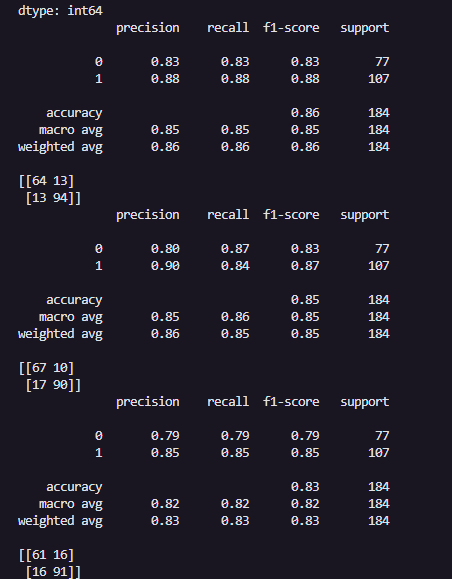 dtype: int64
precision recall f1-score support
0 0.83 0.83 0.83 77
1 0.88 0.88 0.88 107
accuracy 0.86 184
macro avg 0.85 0.85 0.85 184
weighted avg 0.86 0.86 0.86 184
[[64 13]
[13 94]]
precision recall f1-score support
0 0.80 0.87 0.83 77
1 0.90 0.84 0.87 107
accuracy 0.85 184
macro avg 0.85 0.86 0.85 184
weighted avg 0.86 0.85 0.85 184
[[67 10]
[17 90]]
precision recall f1-score support
0 0.79 0.79 0.79 77
1 0.85 0.85 0.85 107
accuracy 0.83 184
macro avg 0.82 0.82 0.82 184
weighted avg 0.83 0.83 0.83 184
[[61 16]
[16 91]]